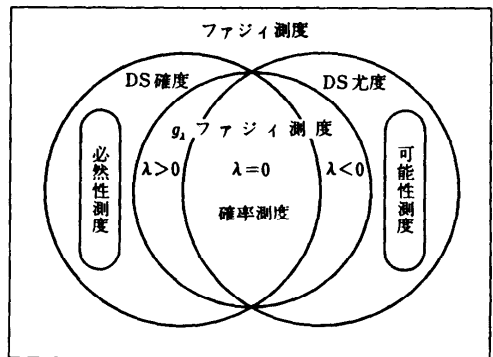 ファジィ測度
DS確度
DS尤度
gλファジィ測度
必然性測度
λ>0
λ=0
λ<0
可能性測度
確率測度